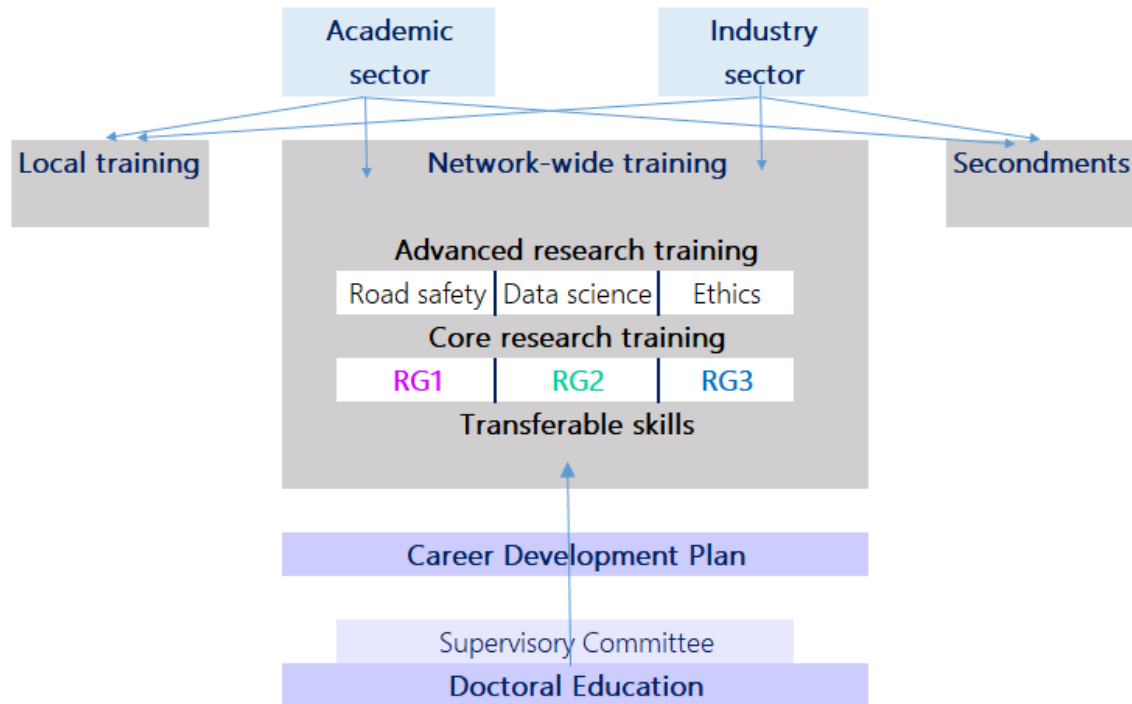 Academic
sector
Industry
sector
Local training
Network-wide training
Secondments
Advanced research training
Road safety
Data science
Ethics
Core research training
RG1
RG2
RG3
Transferable skills
Career Development Plan
Supervisory Committee
Doctoral Education